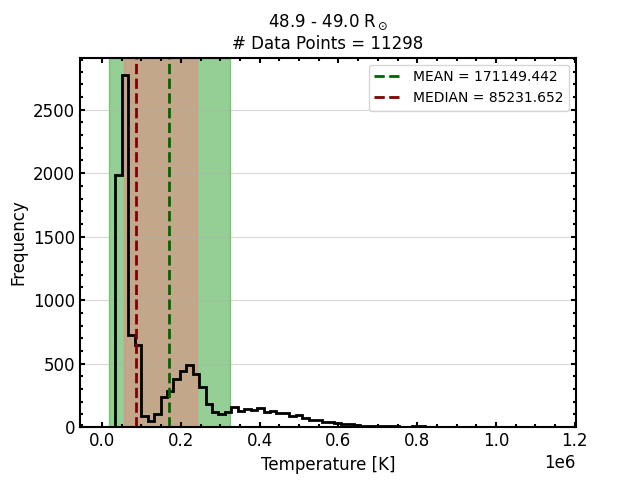 48.9 - 49.0 R⊙
# Data Points = 11298
MEAN = 171149.442
MEDIAN = 85231.652
Frequency
2500
2000
1500
1000
500
0
0.0 0.2 0.4 0.6 0.8 1.0 1.2
1e6
Temperature [K]